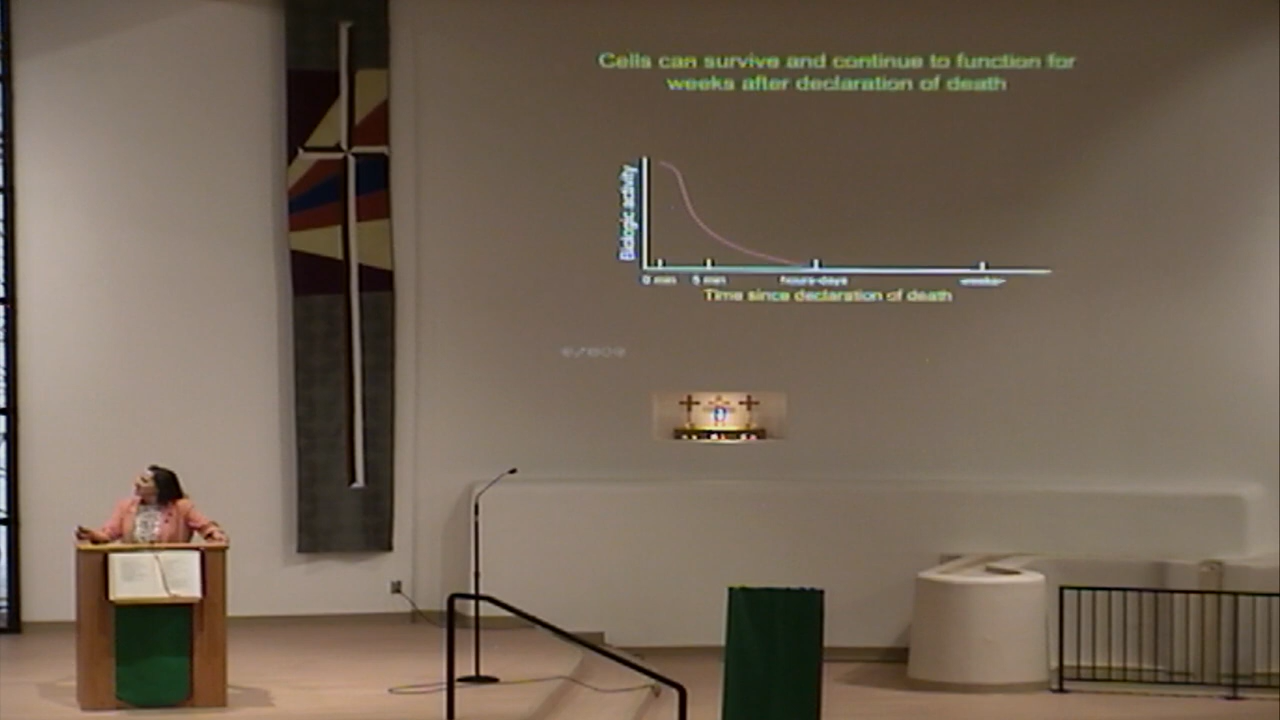 Cells can survive and continue to function for
weeks after declaration of death
Biologic activity
0 min 5 min hours-days weeks
Time since declaration of death